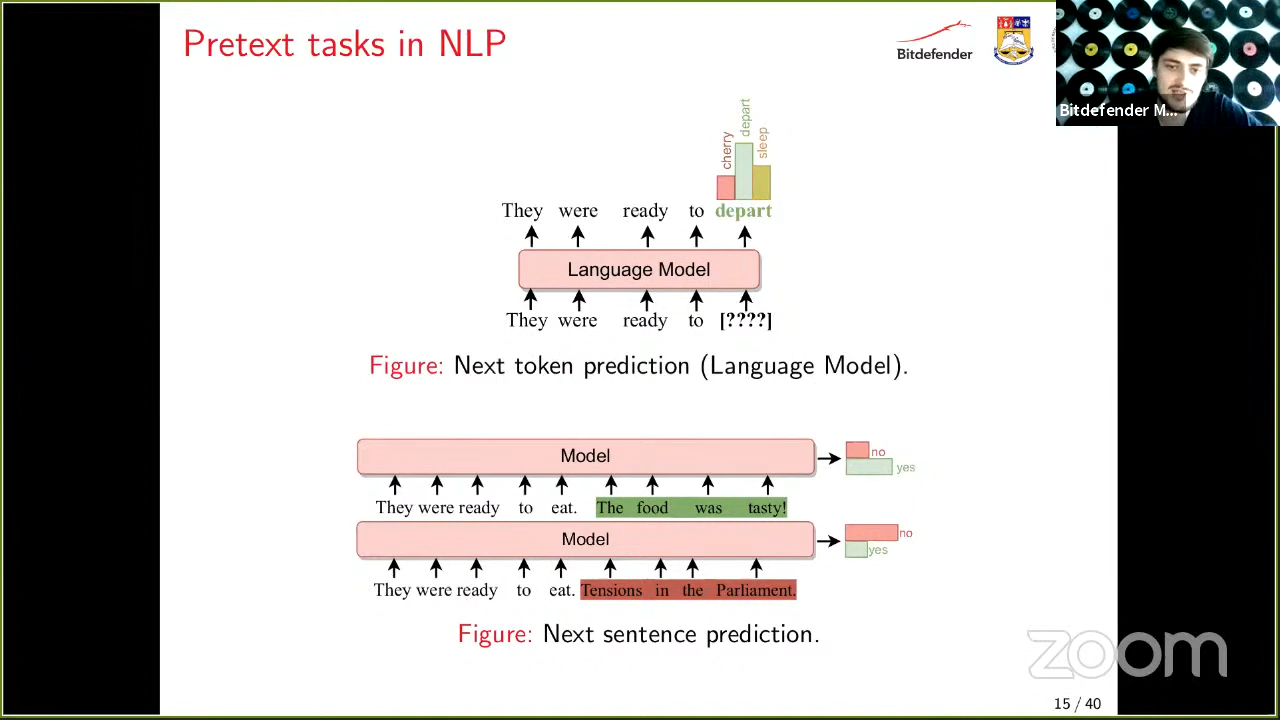 Pretext tasks in NLP
Bitdefender
Bitdefender M...
cherry
depart
sleep
They were ready to depart
Language Model
They were ready to [????]
Figure: Next token prediction (Language Model).
Model
no
yes
They were ready to eat. The food was tasty!
Model
no
yes
They were ready to eat. Tensions in the Parliament.
Figure: Next sentence prediction.
zoom
15 / 40